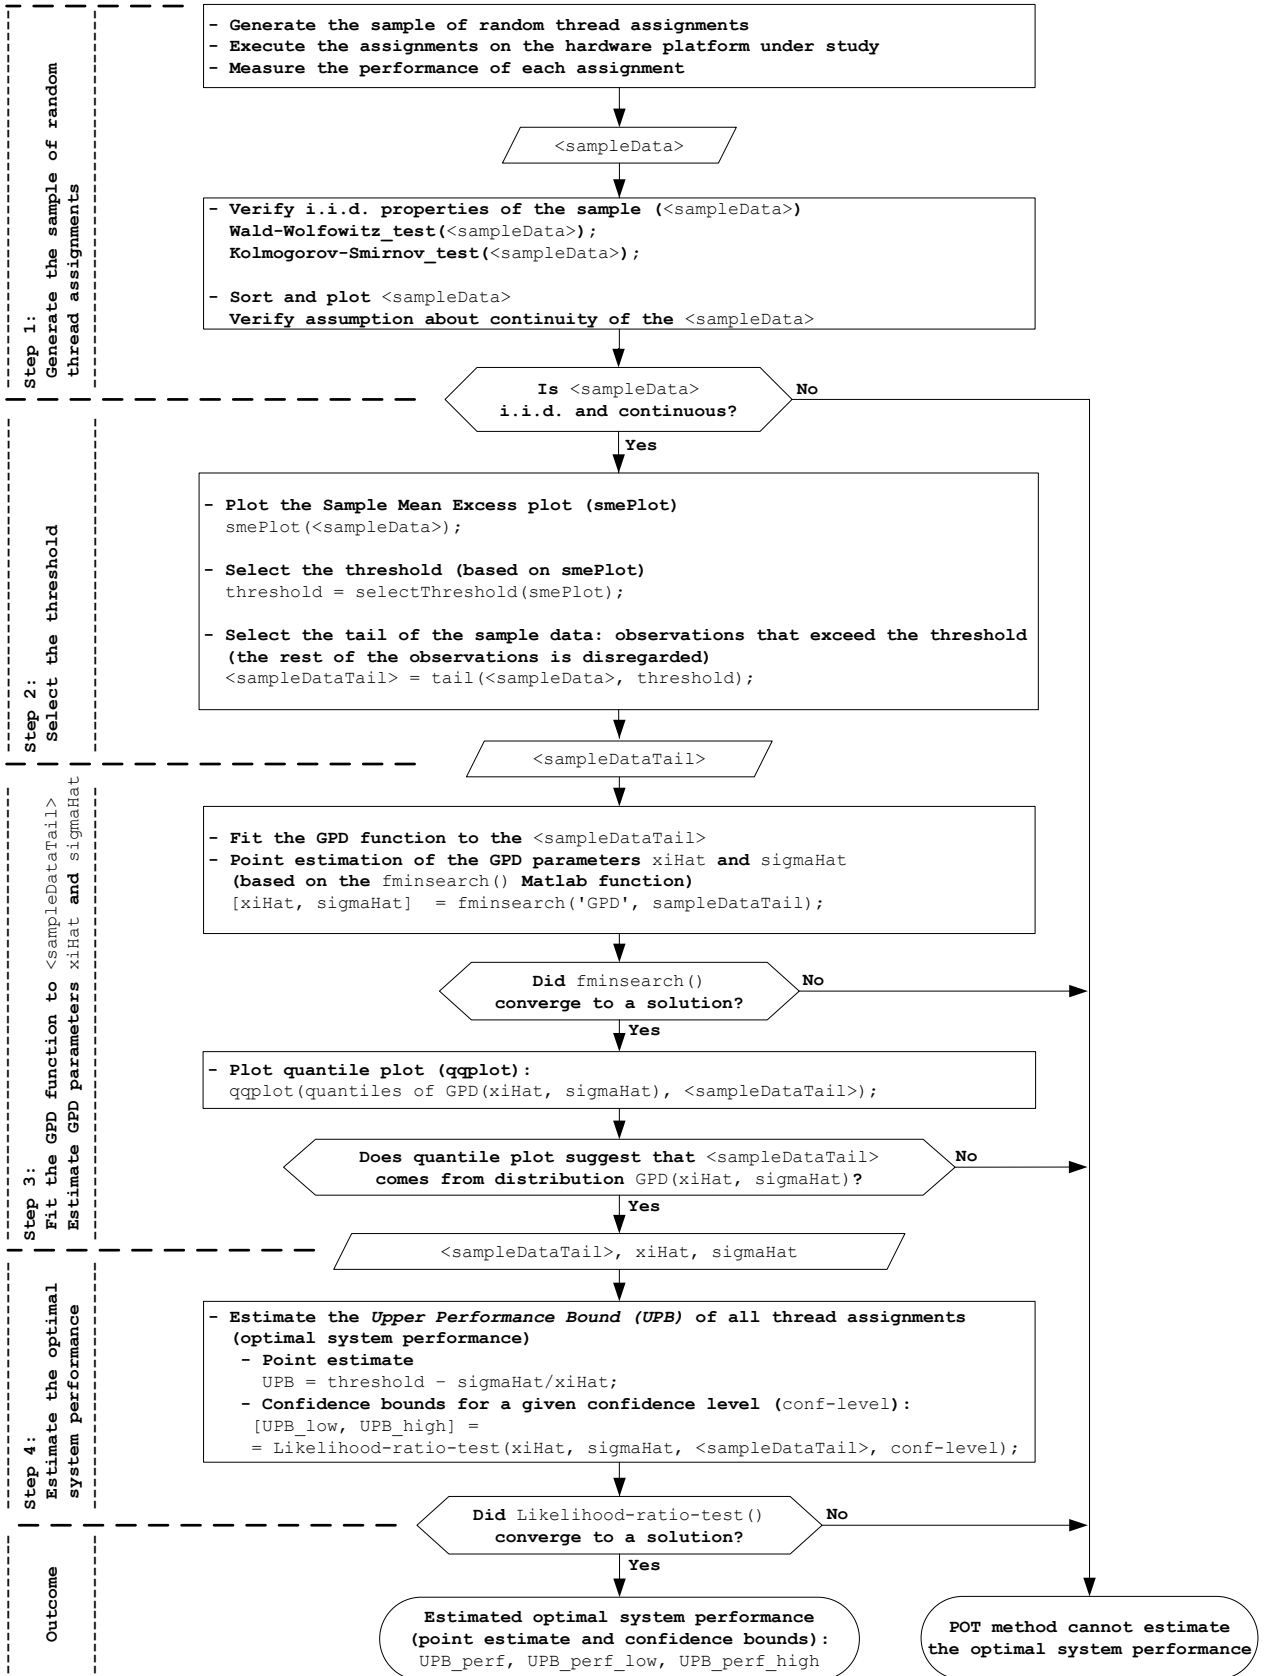 - Generate the sample of random thread assignments
- Execute the assignments on the hardware platform under study
- Measure the performance of each assignment
<sampleData>
- Verify i.i.d. properties of the sample (<sampleData>)
Wald-Wolfowitz_test(<sampleData>);
Kolmogorov-Smirnov_test(<sampleData>);
- Sort and plot <sampleData>
Verify assumption about continuity of the <sampleData>
Step 1:
Generate the sample of random
thread assignments
Is <sampleData>
i.i.d. and continuous?
No
Yes
- Plot the Sample Mean Excess plot (smePlot)
smePlot(<sampleData>);
- Select the threshold (based on smePlot)
threshold = selectThreshold(smePlot);
- Select the tail of the sample data: observations that exceed the threshold
(the rest of the observations is disregarded)
<sampleDataTail> = tail(<sampleData>, threshold);
Step 2:
Select the threshold
<sampleDataTail>
- Fit the GPD function to the <sampleDataTail>
- Point estimation of the GPD parameters xiHat and sigmaHat
(based on the fminsearch() Matlab function)
[xiHat, sigmaHat] = fminsearch('GPD', sampleDataTail);
Did fminsearch()
converge to a solution?
No
Yes
- Plot quantile plot (qqplot):
qqplot(quantiles of GPD(xiHat, sigmaHat), <sampleDataTail>);
Does quantile plot suggest that <sampleDataTail>
comes from distribution GPD(xiHat, sigmaHat)?
No
Yes
Step 3:
Fit the GPD function to <sampleDataTail>
Estimate GPD parameters xiHat and sigmaHat
<sampleDataTail>, xiHat, sigmaHat
- Estimate the Upper Performance Bound (UPB) of all thread assignments
(optimal system performance)
- Point estimate
UPB = threshold – sigmaHat/xiHat;
- Confidence bounds for a given confidence level (conf-level):
[UPB_low, UPB_high] =
= Likelihood-ratio-test(xiHat, sigmaHat, <sampleDataTail>, conf-level);
Step 4:
Estimate the optimal
system performance
Did Likelihood-ratio-test()
converge to a solution?
No
Yes
Outcome
Estimated optimal system performance
(point estimate and confidence bounds):
UPB_perf, UPB_perf_low, UPB_perf_high
POT method cannot estimate
the optimal system performance